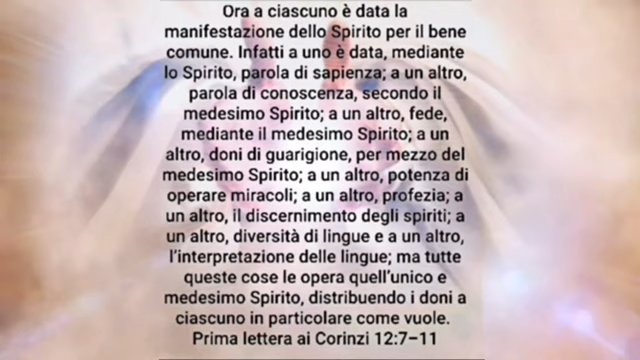 Ora a ciascuno è data la
manifestazione dello Spirito per il bene
comune. Infatti a uno è data, mediante
lo Spirito, parola di sapienza; a un altro,
parola di conoscenza, secondo il
medesimo Spirito; a un altro, fede,
mediante il medesimo Spirito; a un
altro, doni di guarigione, per mezzo del
medesimo Spirito; a un altro, potenza di
operare miracoli; a un altro, profezia; a
un altro, il discernimento degli spiriti; a
un altro, diversità di lingue e a un altro,
l'interpretazione delle lingue; ma tutte
queste cose le opera quell'unico e
medesimo Spirito, distribuendo i doni a
ciascuno in particolare come vuole.
Prima lettera ai Corinzi 12:7–11